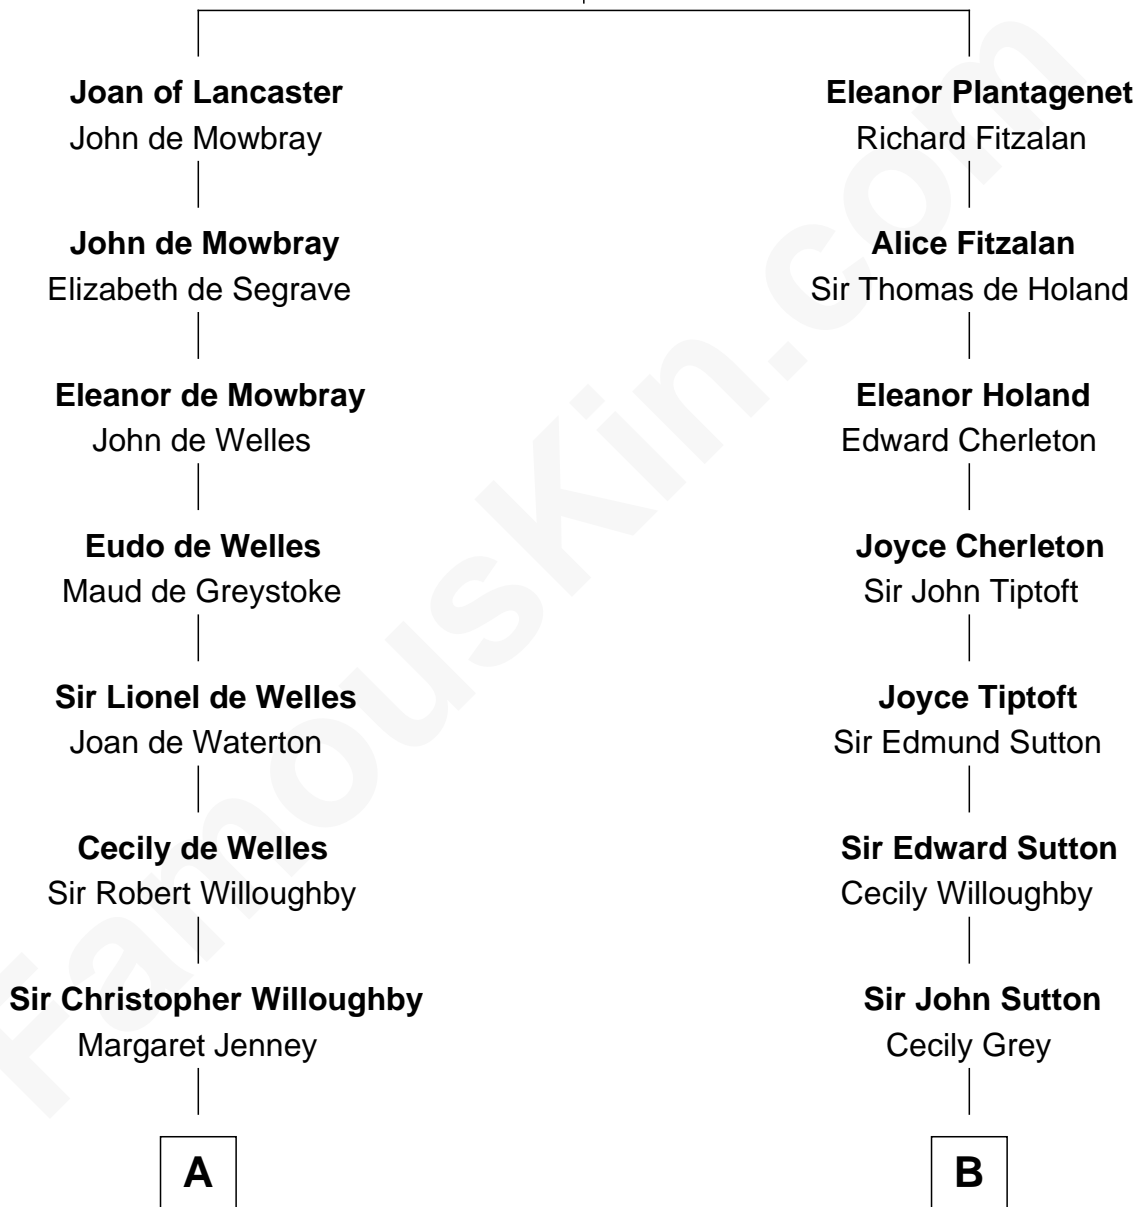 Joan of Lancaster
John de Mowbray
John de Mowbray
Elizabeth de Segrave
Eleanor de Mowbray
John de Welles
Eudo de Welles
Maud de Greystoke
Sir Lionel de Welles
Joan de Waterton
Cecily de Welles
Sir Robert Willoughby
Sir Christopher Willoughby
Margaret Jenney
A
Eleanor Plantagenet
Richard Fitzalan
Alice Fitzalan
Sir Thomas de Holand
Eleanor Holand
Edward Cherleton
Joyce Cherleton
Sir John Tiptoft
Joyce Tiptoft
Sir Edmund Sutton
Sir Edward Sutton
Cecily Willoughby
Sir John Sutton
Cecily Grey
B
FamousKin.com